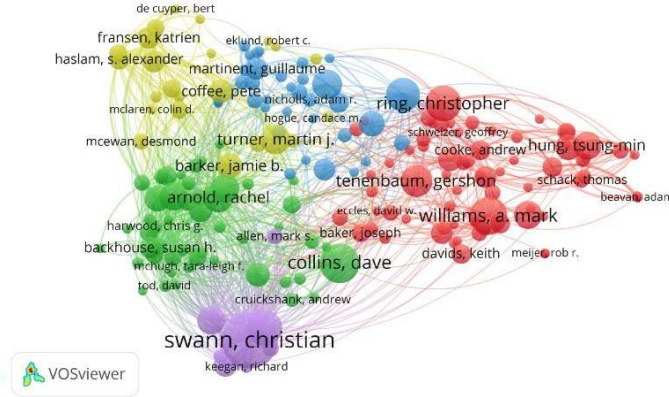 de cuyper, bert
fransen, katrien
eklund, robert c.
haslam, s. alexander
martinent, guillaume
coffee, pete
nicholls, adam r.
ring, christopher
mclaren, colin d.
hogue, candace m.
schweizer, geoffrey
mcewan, desmond
turner, martin j.
cooke, andrew
hung, tsung-min
barker, jamie b.
tenenbaum, gershon
schack, thomas
arnold, rachel
beavan, adan
eccles, david w.
williams, a. mark
harwood, chris g.
allen, mark s.
baker, joseph
backhouse, susan h.
davids, keith
meijer, rob r.
mchugh, tara-leigh f.
collins, dave
tod, david
cruickshank, andrew
swann, christian
keegan, richard
VOSviewer